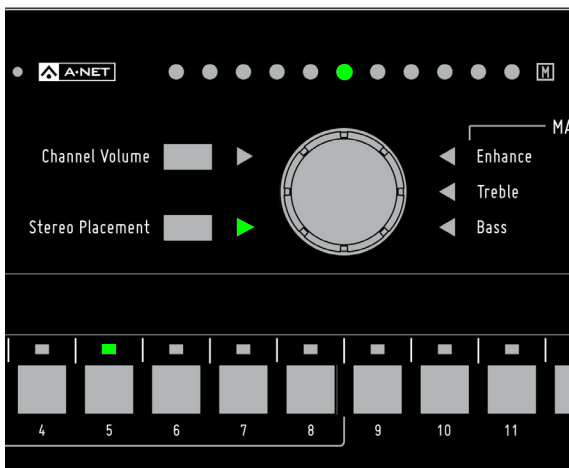 A·NET
M
MA
Channel Volume
Enhance
Treble
Stereo Placement
Bass
4 5 6 7 8 9 10 11